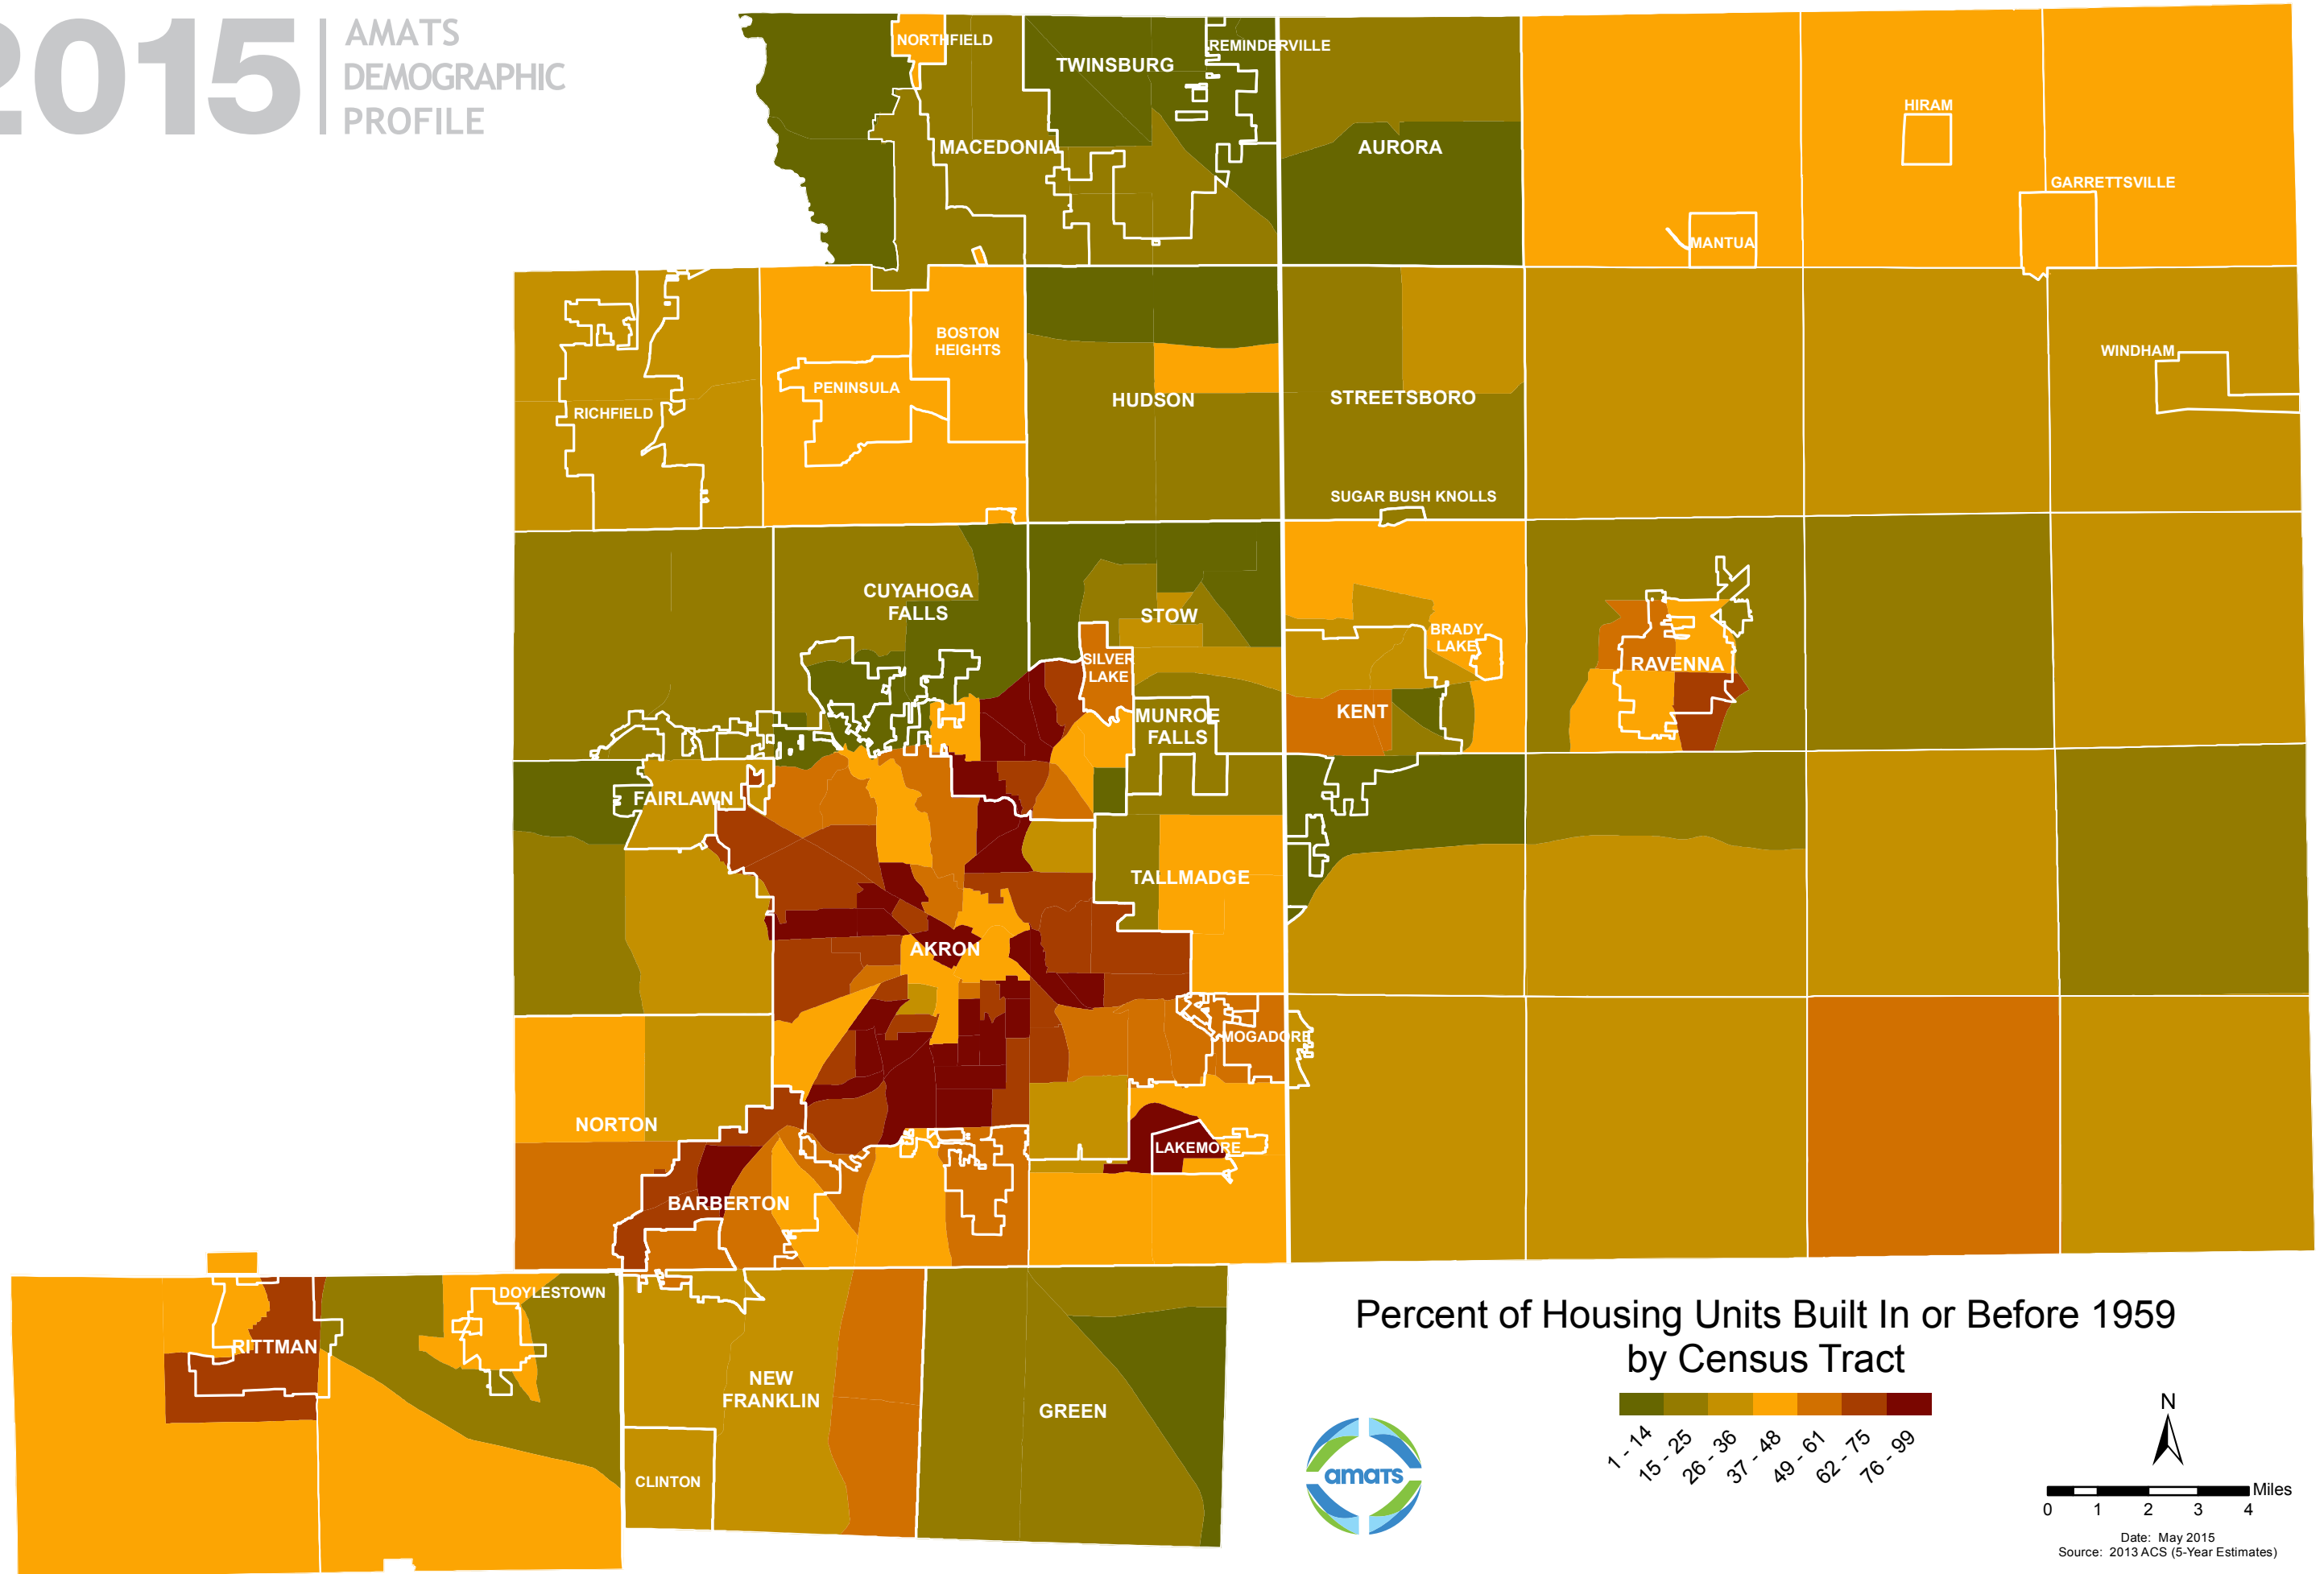 2015
AMATS
DEMOGRAPHIC
PROFILE
NORTHFIELD
TWINSBURG
REMINDERVILLE
MACEDONIA
AURORA
HIRAM
GARRETTSVILLE
MANTUA
BOSTON
HEIGHTS
PENINSULA
RICHFIELD
HUDSON
STREETSBORO
WINDHAM
SUGAR BUSH KNOLLS
CUYAHOGA
FALLS
STOW
SILVER
LAKE
BRADY
LAKE
RAVENNA
MUNROE
FALLS
KENT
FAIRLAWN
TALLMADGE
AKRON
MOGADORE
NORTON
LAKEMORE
BARBERTON
DOYLESTOWN
RITTMAN
NEW
FRANKLIN
GREEN
CLINTON
Percent of Housing Units Built In or Before 1959
by Census Tract
1 - 14
15 - 25
26 - 36
37 - 48
49 - 61
62 - 75
76 - 99
amats
N
0 1 2 3 4 Miles
Date: May 2015
Source: 2013 ACS (5-Year Estimates)